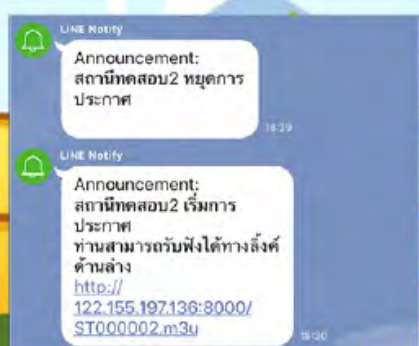 LINE Notify
Announcement:
สถานีทดสอบ2 หยุดการ
ประกาศ
18:29
LINE Notify
Announcement:
สถานีทดสอบ2 เริ่มการ
ประกาศ
ท่านสามารถรับฟังได้ทางลิ้งค์
ด้านล่าง
http://
122.155.197.136:8000/
ST000002.m3u
18:30